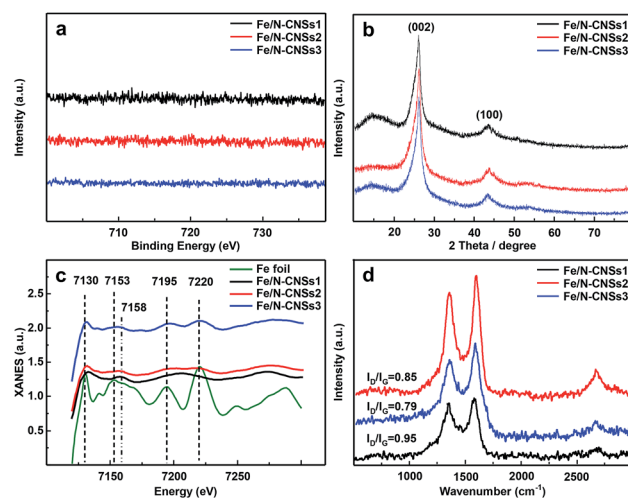 a
Fe/N-CNSs1
Fe/N-CNSs2
Fe/N-CNSs3
Intensity (a.u.)
710
720
730
Binding Energy (eV)
b
(002)
(100)
Fe/N-CNSs1
Fe/N-CNSs2
Fe/N-CNSs3
Intensity (a.u.)
10 20 30 40 50 60 70
2 Theta / degree
c
7130 7153 7195 7220
7158
Fe foil
Fe/N-CNSs1
Fe/N-CNSs2
Fe/N-CNSs3
XANES (a.u.)
2.5
2.0
1.5
1.0
0.5
7150 7200 7250
Energy (eV)
d
Fe/N-CNSs1
Fe/N-CNSs2
Fe/N-CNSs3
Intensity (a.u.)
ID/IG=0.85
ID/IG=0.79
ID/IG=0.95
500 1000 1500 2000 2500
Wavenumber (cm-1)